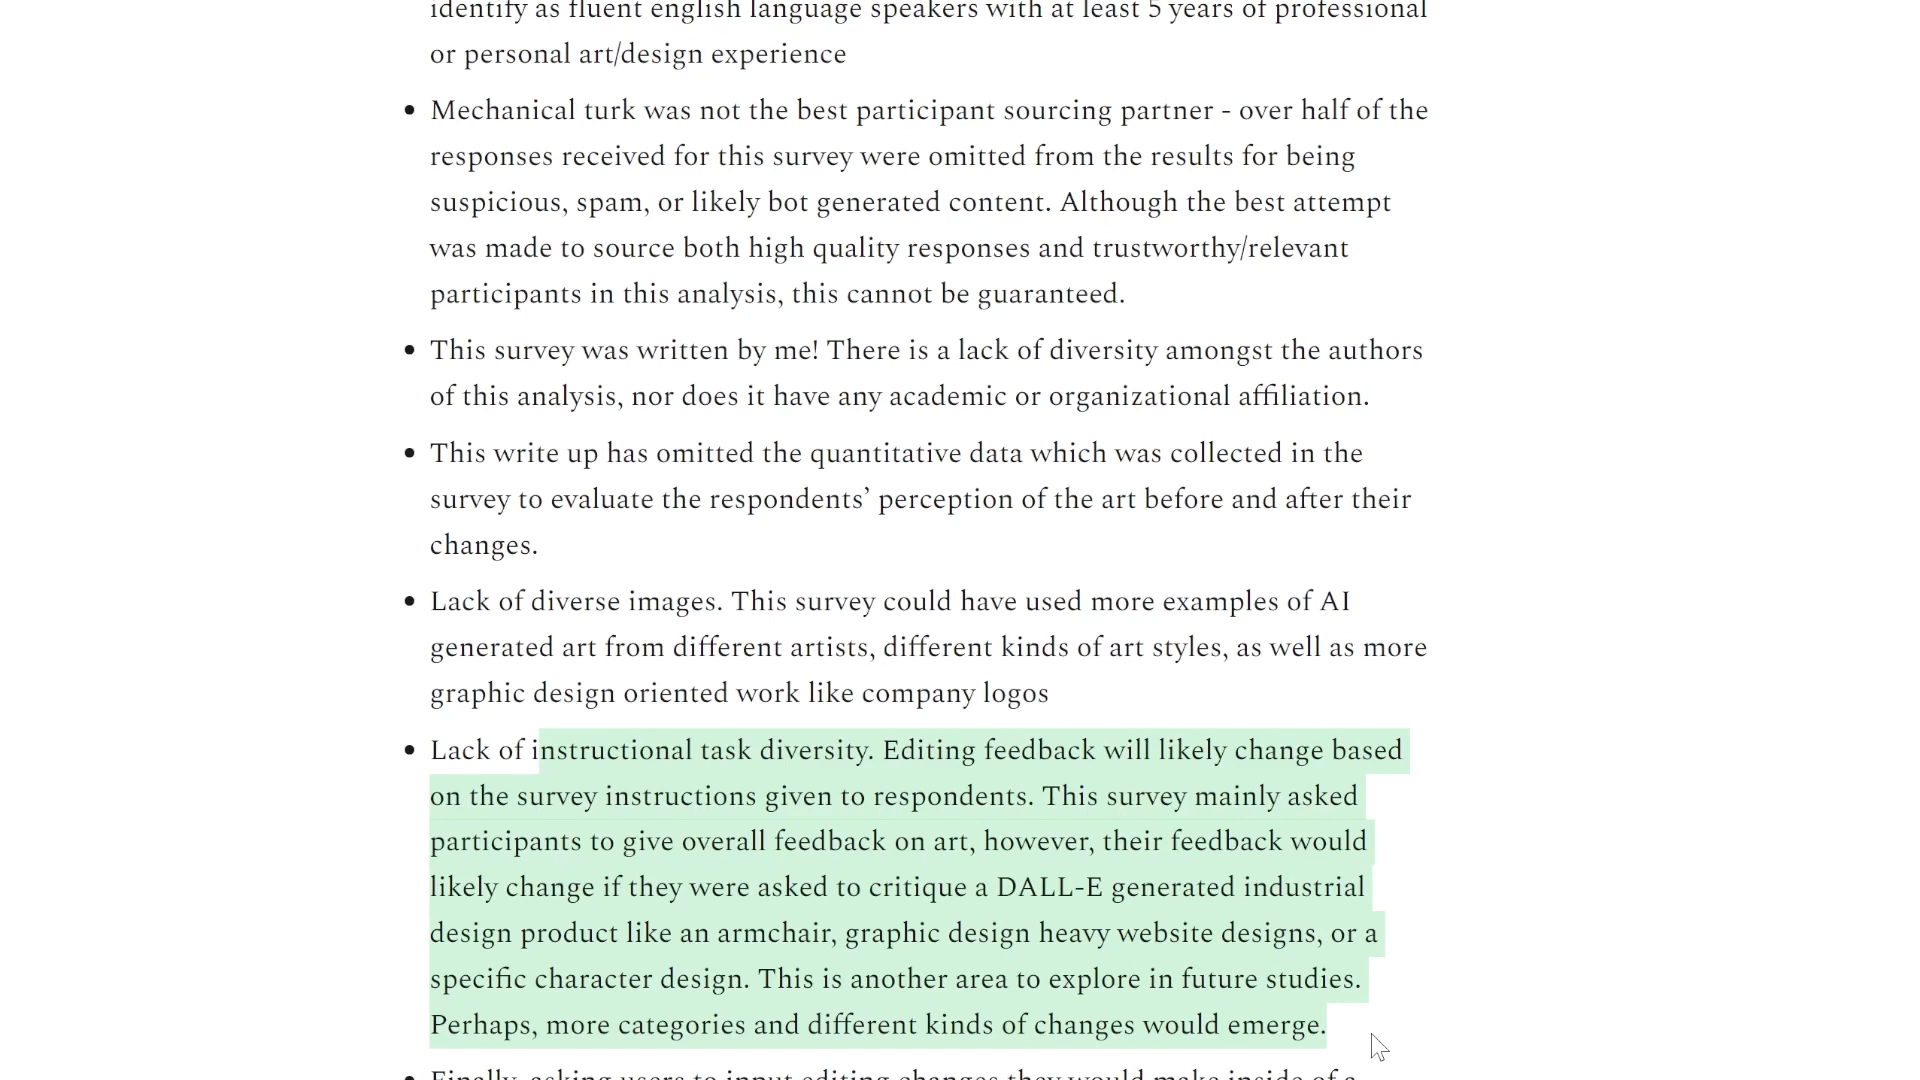 identify as fluent english language speakers with at least 5 years of professional
or personal art/design experience
• Mechanical turk was not the best participant sourcing partner - over half of the
responses received for this survey were omitted from the results for being
suspicious, spam, or likely bot generated content. Although the best attempt
was made to source both high quality responses and trustworthy/relevant
participants in this analysis, this cannot be guaranteed.
• This survey was written by me! There is a lack of diversity amongst the authors
of this analysis, nor does it have any academic or organizational affiliation.
• This write up has omitted the quantitative data which was collected in the
survey to evaluate the respondents’ perception of the art before and after their
changes.
• Lack of diverse images. This survey could have used more examples of AI
generated art from different artists, different kinds of art styles, as well as more
graphic design oriented work like company logos
• Lack of instructional task diversity. Editing feedback will likely change based
on the survey instructions given to respondents. This survey mainly asked
participants to give overall feedback on art, however, their feedback would
likely change if they were asked to critique a DALL-E generated industrial
design product like an armchair, graphic design heavy website designs, or a
specific character design. This is another area to explore in future studies.
Perhaps, more categories and different kinds of changes would emerge.
• Finally, asking users to input editing changes they would make inside of a